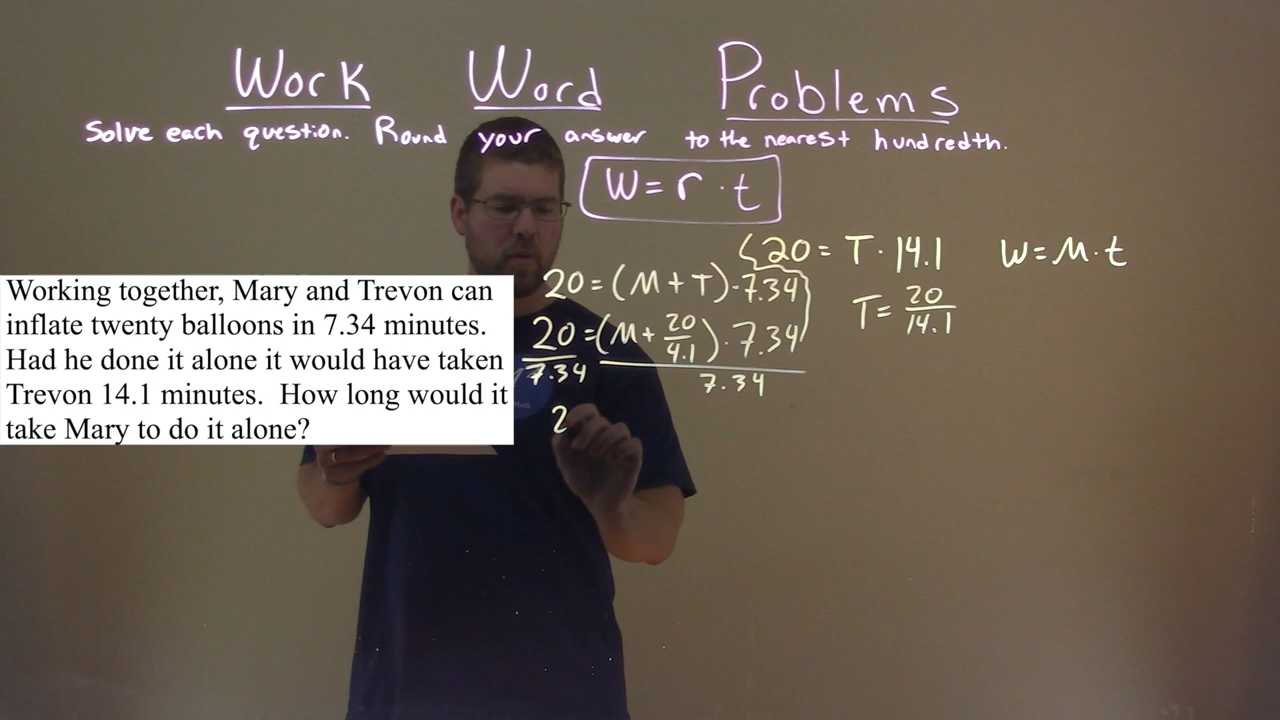 Work Word Problems
Solve each question. Round your answer to the nearest hundredth.
W = r · t
20 = T · 14.1
W = M · t
T = 20/14.1
20 = (M + T) · 7.34
20 = (M + 20/4.1) · 7.34
7.34 7.34
2
Working together, Mary and Trevon can
inflate twenty balloons in 7.34 minutes.
Had he done it alone it would have taken
Trevon 14.1 minutes. How long would it
take Mary to do it alone?